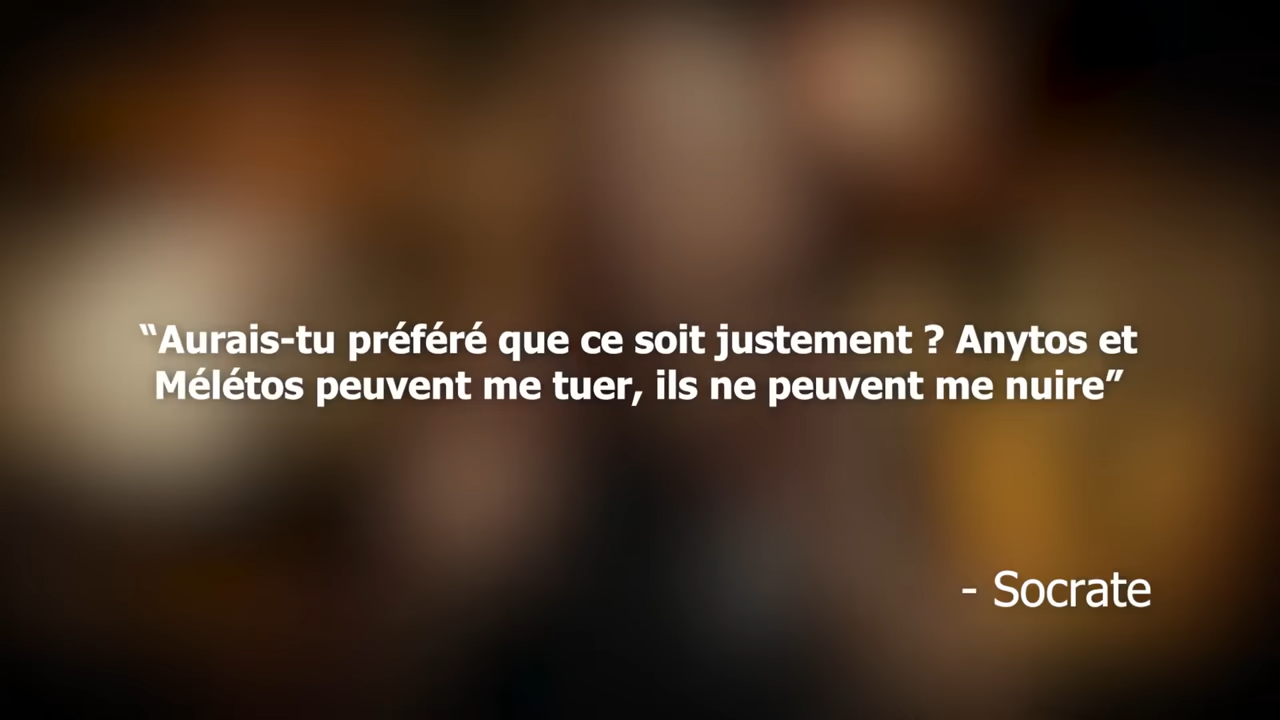 “Aurais-tu préféré que ce soit justement ? Anytos et
Mélétos peuvent me tuer, ils ne peuvent me nuire”
- Socrate